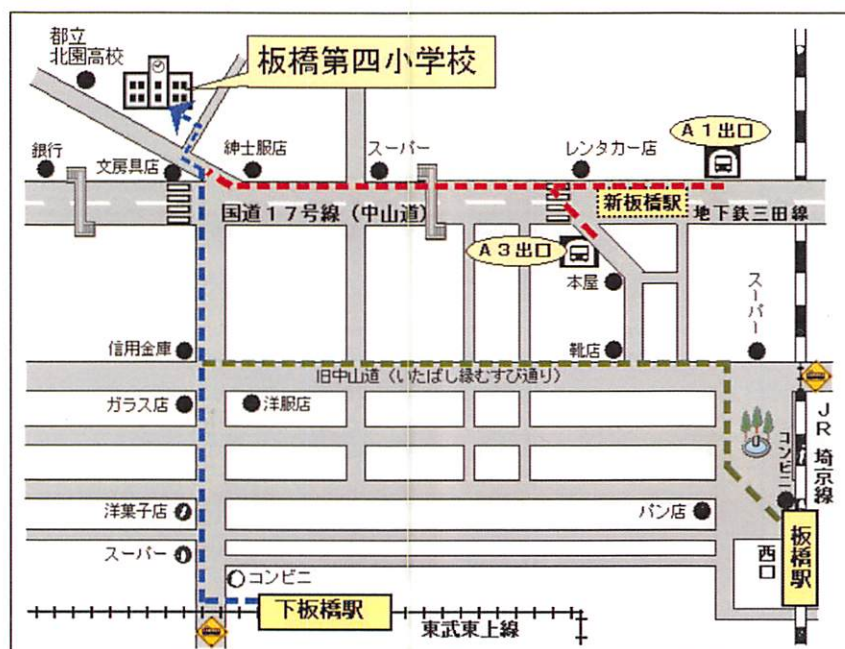 都立
北園高校
板橋第四小学校
A1出口
銀行
文房具店
紳士服店
スーパー
レンタカー店
新板橋駅
国道17号線（中山道）
地下鉄三田線
A3出口
本屋
スーパー
信用金庫
靴店
旧中山道（いたばし縁むすび通り）
ガラス店
洋服店
コンビニ
JR埼京線
洋菓子店
パン店
スーパー
西口
板橋駅
コンビニ
下板橋駅
東武東上線